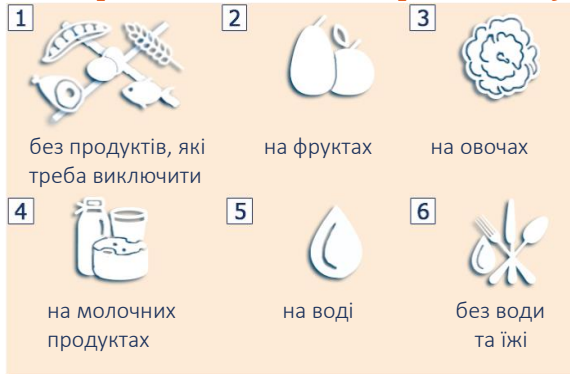 1
без продуктів, які
треба виключити
2
на фруктах
3
на овочах
4
на молочних
продуктах
5
на воді
6
без води
та їжі